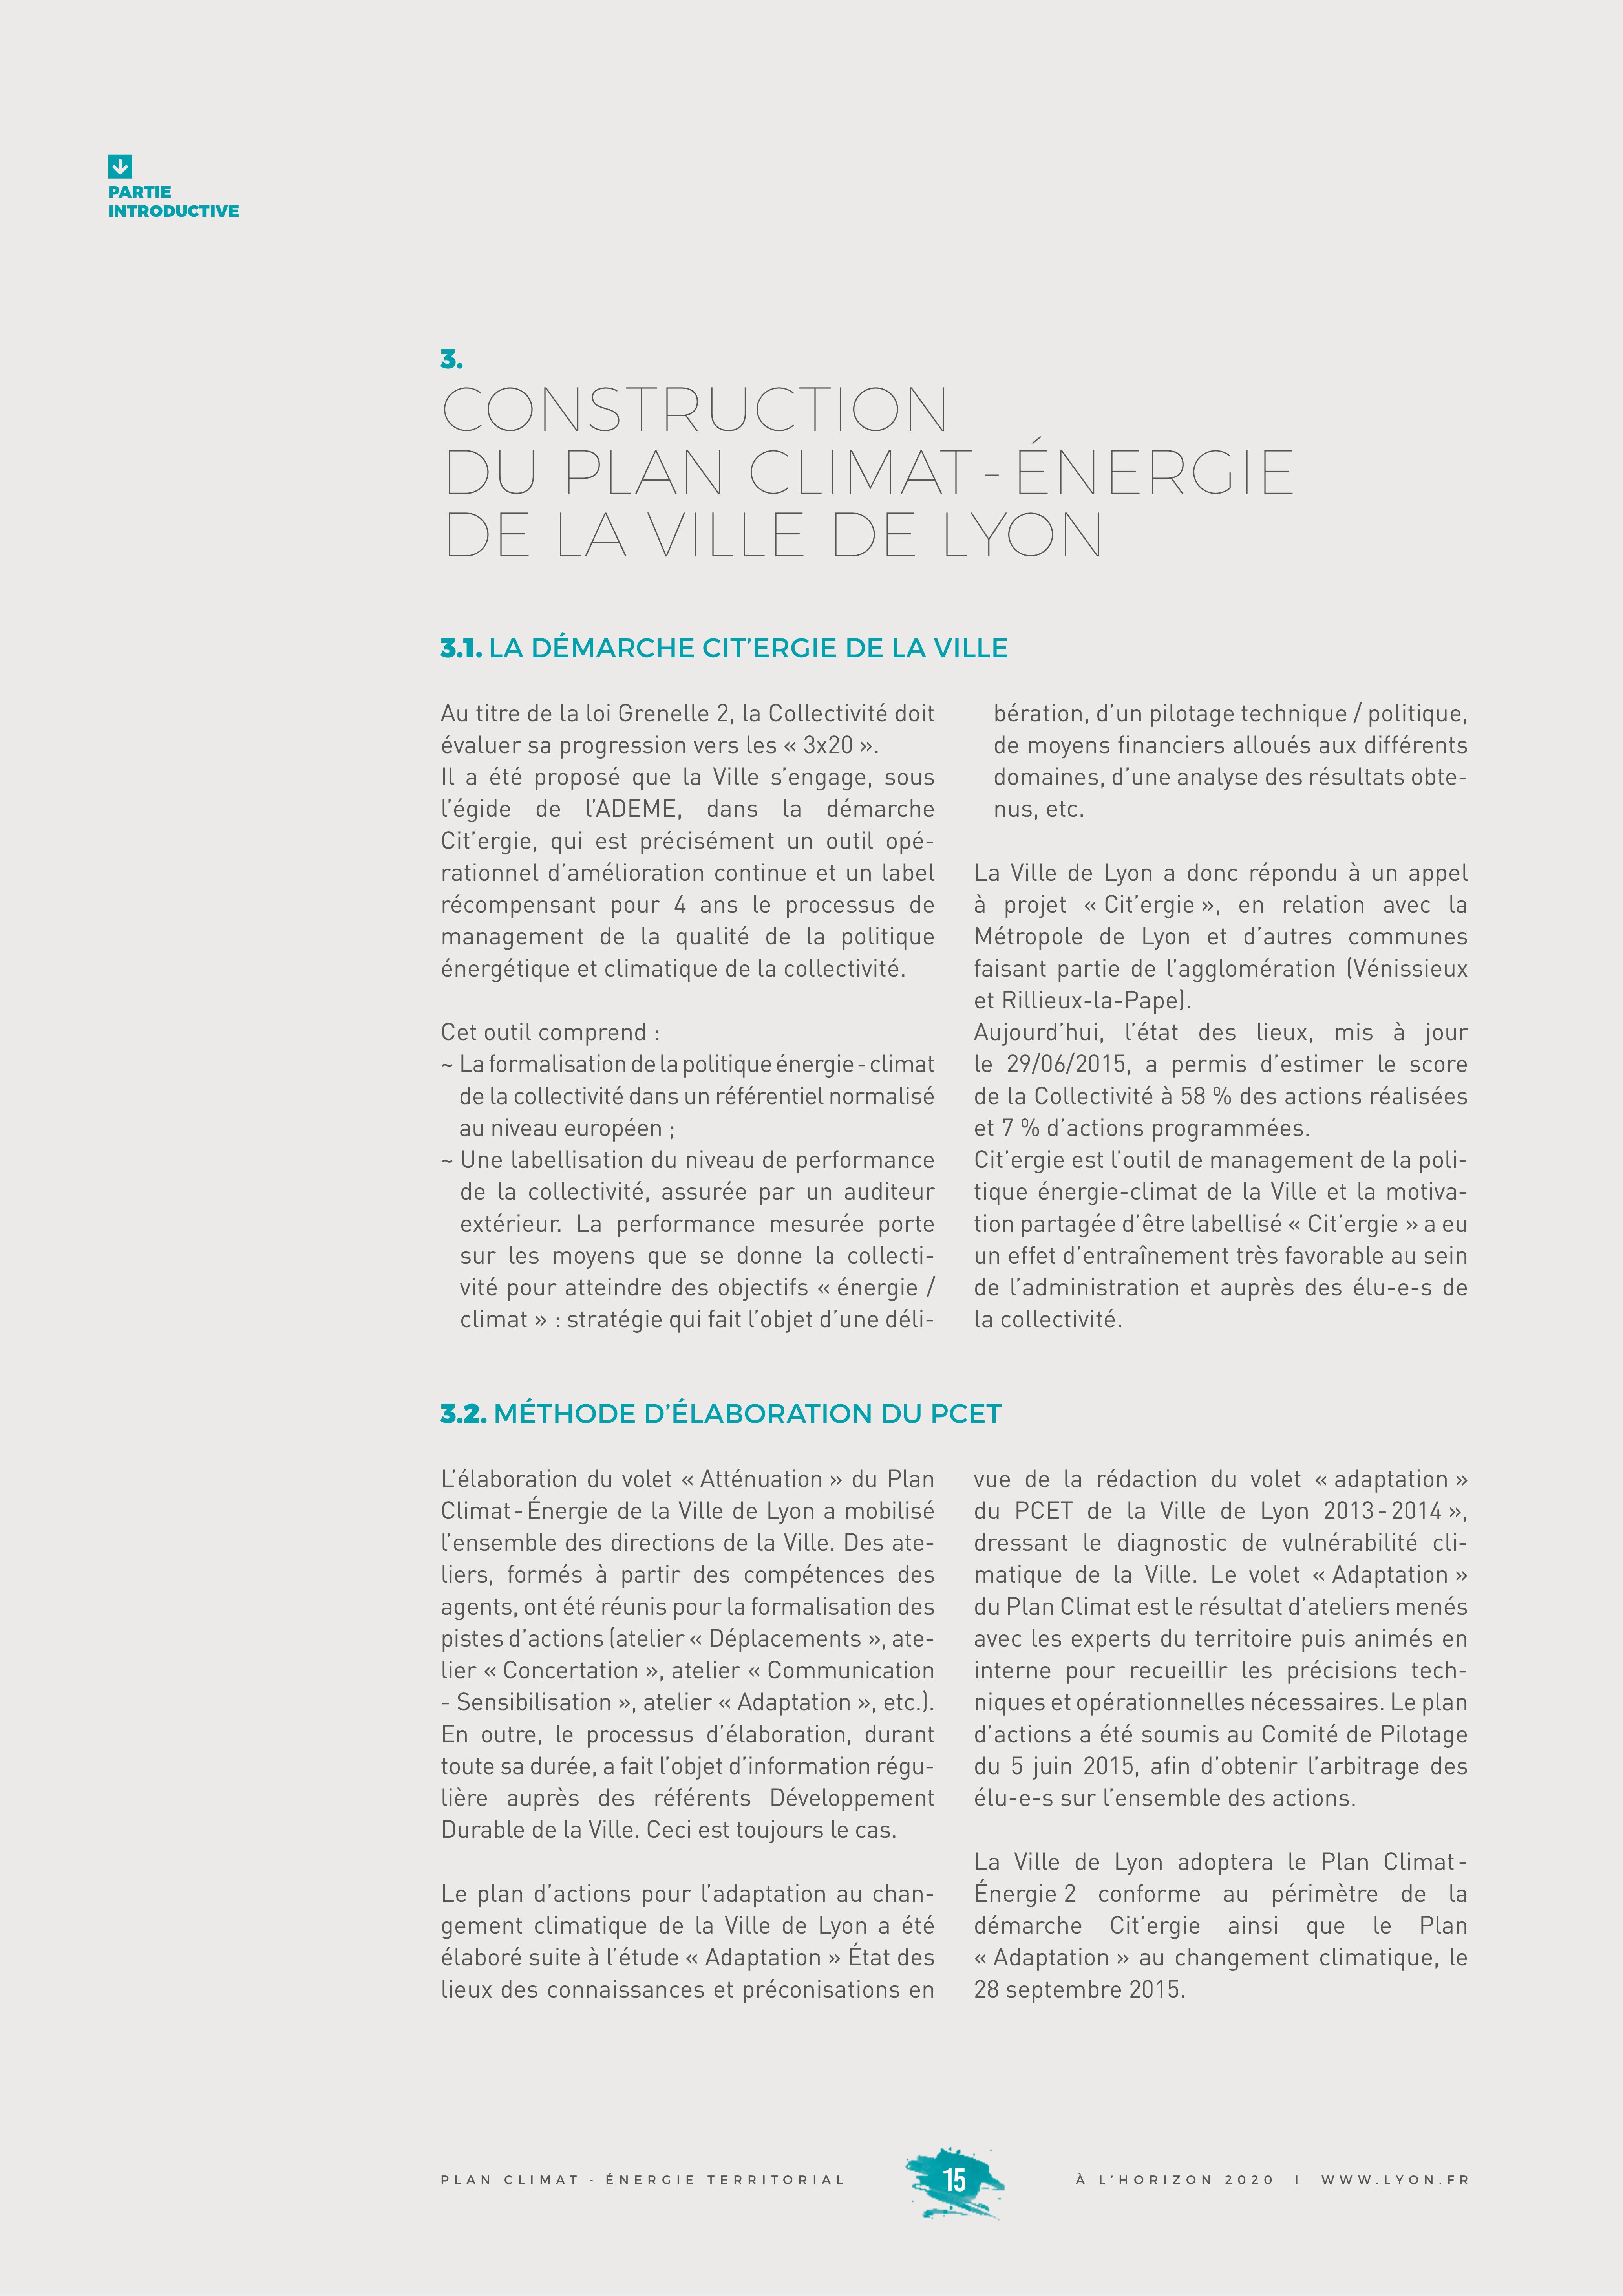 PARTIE
INTRODUCTIVE
3.
CONSTRUCTION
DU PLAN CLIMAT-ÉNERGIE
DE LA VILLE DE LYON
3.1. LA DÉMARCHE CIT’ERGIE DE LA VILLE
Au titre de la loi Grenelle 2, la Collectivité doit
évaluer sa progression vers les « 3x20 ».
Il a été proposé que la Ville s’engage, sous
l’égide de l’ADEME, dans la démarche
Cit’ergie, qui est précisément un outil opé-
rationnel d’amélioration continue et un label
récompensant pour 4 ans le processus de
management de la qualité de la politique
énergétique et climatique de la collectivité.
Cet outil comprend :
~ La formalisation de la politique énergie - climat
de la collectivité dans un référentiel normalisé
au niveau européen ;
~ Une labellisation du niveau de performance
de la collectivité, assurée par un auditeur
extérieur. La performance mesurée porte
sur les moyens que se donne la collecti-
vité pour atteindre des objectifs « énergie /
climat » : stratégie qui fait l’objet d’une déli-
bération, d’un pilotage technique / politique,
de moyens financiers alloués aux différents
domaines, d’une analyse des résultats obte-
nus, etc.
La Ville de Lyon a donc répondu à un appel
à projet « Cit’ergie », en relation avec la
Métropole de Lyon et d’autres communes
faisant partie de l’agglomération (Vénissieux
et Rillieux-la-Pape).
Aujourd’hui, l’état des lieux, mis à jour
le 29/06/2015, a permis d’estimer le score
de la Collectivité à 58 % des actions réalisées
et 7 % d’actions programmées.
Cit’ergie est l’outil de management de la poli-
tique énergie-climat de la Ville et la motiva-
tion partagée d’être labellisé « Cit’ergie » a eu
un effet d’entraînement très favorable au sein
de l’administration et auprès des élu-e-s de
la collectivité.
3.2. MÉTHODE D’ÉLABORATION DU PCET
L’élaboration du volet « Atténuation » du Plan
Climat - Énergie de la Ville de Lyon a mobilisé
l’ensemble des directions de la Ville. Des ate-
liers, formés à partir des compétences des
agents, ont été réunis pour la formalisation des
pistes d’actions (atelier « Déplacements », ate-
lier « Concertation », atelier « Communication
- Sensibilisation », atelier « Adaptation », etc.).
En outre, le processus d’élaboration, durant
toute sa durée, a fait l’objet d’information régu-
lière auprès des référents Développement
Durable de la Ville. Ceci est toujours le cas.
Le plan d’actions pour l’adaptation au chan-
gement climatique de la Ville de Lyon a été
élaboré suite à l’étude « Adaptation » État des
lieux des connaissances et préconisations en
vue de la rédaction du volet « adaptation »
du PCET de la Ville de Lyon 2013 - 2014 »,
dressant le diagnostic de vulnérabilité cli-
matique de la Ville. Le volet « Adaptation »
du Plan Climat est le résultat d’ateliers menés
avec les experts du territoire puis animés en
interne pour recueillir les précisions tech-
niques et opérationnelles nécessaires. Le plan
d’actions a été soumis au Comité de Pilotage
du 5 juin 2015, afin d’obtenir l’arbitrage des
élu-e-s sur l’ensemble des actions.
La Ville de Lyon adoptera le Plan Climat -
Énergie 2 conforme au périmètre de la
démarche Cit’ergie ainsi que le Plan
« Adaptation » au changement climatique, le
28 septembre 2015.
PLAN CLIMAT - ÉNERGIE TERRITORIAL
15
À L’HORIZON 2020 I WWW.LYON.FR